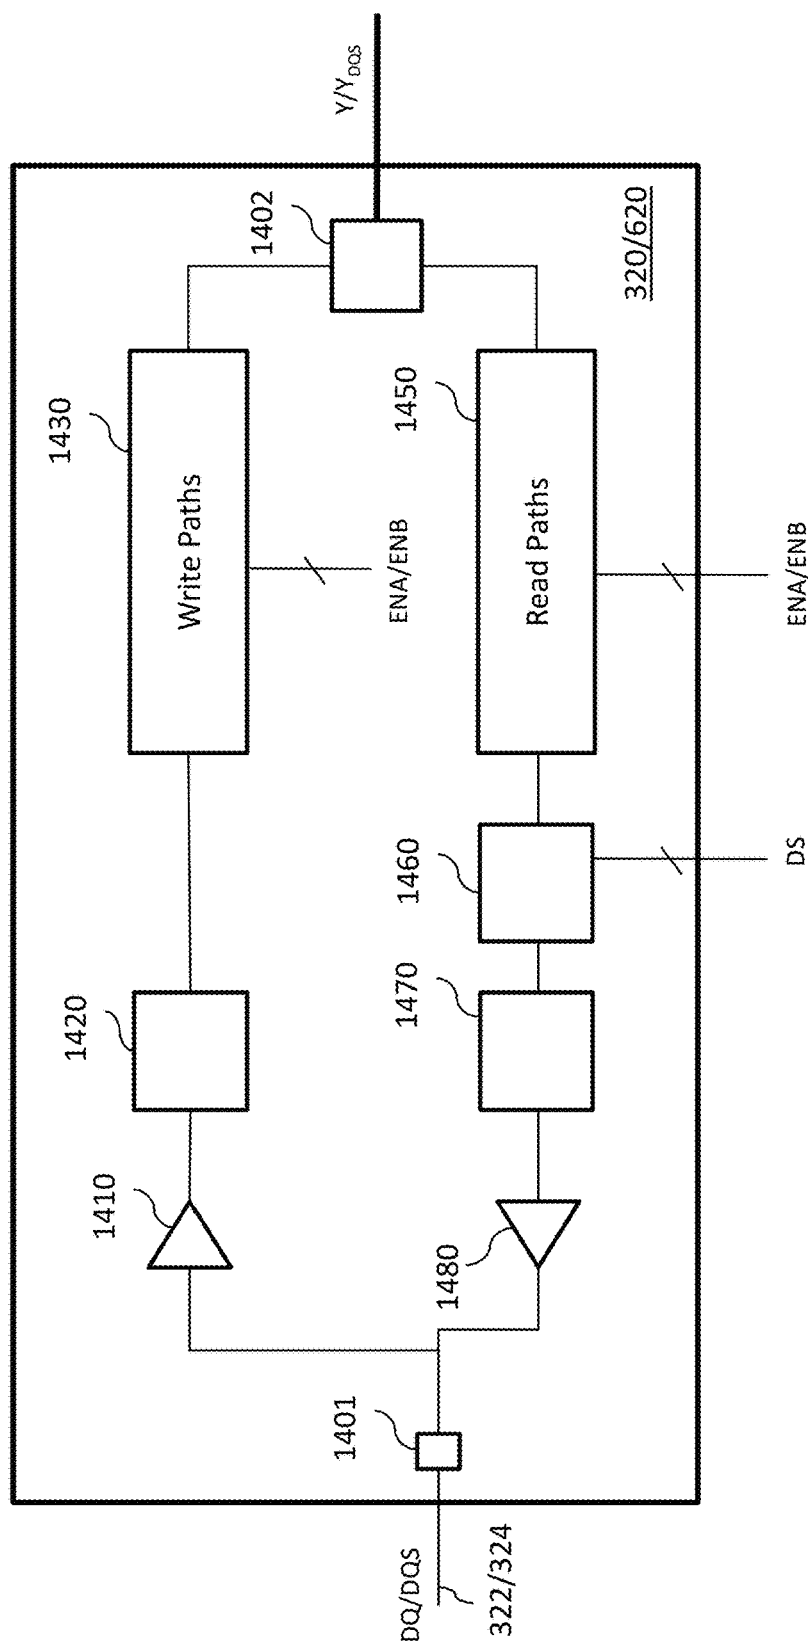 Y/Y_DQS
1402
320/620
1430
Write Paths
ENA/ENB
1450
Read Paths
ENA/ENB
1460
DS
1420
1470
1410
1480
1401
DQ/DQS
322/324